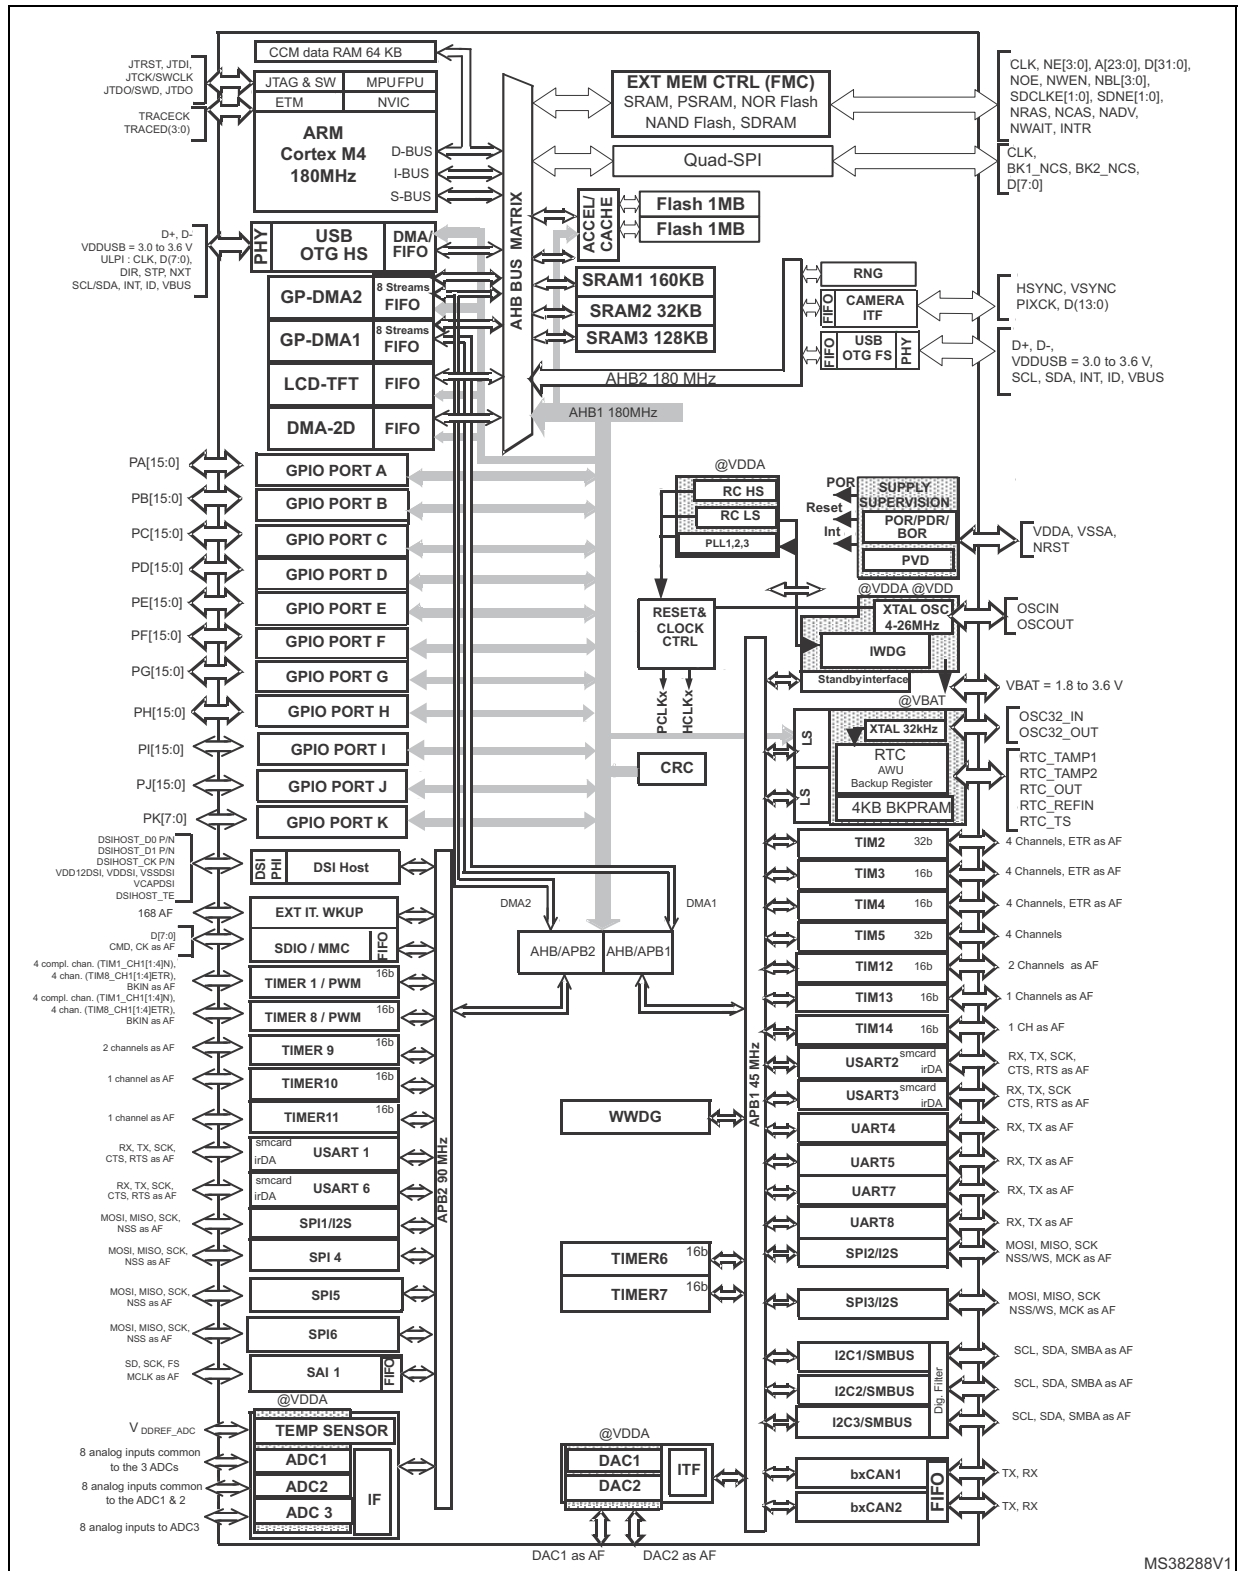 CCM data RAM 64 KB
JTRST, JTDI,
JTCK/SWCLK
JTDO/SWD, JTDO
TRACECK
TRACED(3:0)
JTAG & SW
MPU FPU
ETM
NVIC
ARM
Cortex M4
180MHz
D-BUS
I-BUS
S-BUS
AHB BUS MATRIX
EXT MEM CTRL (FMC)
SRAM, PSRAM, NOR Flash
NAND Flash, SDRAM
CLK, NE[3:0], A[23:0], D[31:0],
NOE, NWEN, NBL[3:0],
SDCLKE[1:0], SDNE[1:0],
NRAS, NCAS, NADV,
NWAIT, INTR
Quad-SPI
CLK,
BK1_NCS, BK2_NCS,
D[7:0]
ACCEL/
CACHE
Flash 1MB
Flash 1MB
D+, D-
VDDUSB = 3.0 to 3.6 V
ULPI : CLK, D(7:0),
DIR, STP, NXT
SCL/SDA, INT, ID, VBUS
PHY
USB
OTG HS
DMA/
FIFO
GP-DMA2
8 Streams
FIFO
GP-DMA1
8 Streams
FIFO
LCD-TFT
FIFO
DMA-2D
FIFO
SRAM1 160KB
SRAM2 32KB
SRAM3 128KB
AHB2 180 MHz
AHB1 180MHz
RNG
FIFO
CAMERA
ITF
HSYNC, VSYNC
PIXCK, D(13:0)
FIFO
USB
OTG FS
PHY
D+, D-,
VDDUSB = 3.0 to 3.6 V,
SCL, SDA, INT, ID, VBUS
PA[15:0]
GPIO PORT A
PB[15:0]
GPIO PORT B
PC[15:0]
GPIO PORT C
PD[15:0]
GPIO PORT D
PE[15:0]
GPIO PORT E
PF[15:0]
GPIO PORT F
PG[15:0]
GPIO PORT G
PH[15:0]
GPIO PORT H
PI[15:0]
GPIO PORT I
PJ[15:0]
GPIO PORT J
PK[7:0]
GPIO PORT K
@VDDA
RC HS
RC LS
PLL1,2,3
POR
Reset
Int
SUPPLY
SUPERVISION
POR/PDR/
BOR
PVD
VDDA, VSSA,
NRST
@VDDA @VDD
RESET&
CLOCK
CTRL
PCLKx
HCLKx
XTAL OSC
4-26MHz
OSCIN
OSCOUT
IWDG
Standbyinterface
VBAT = 1.8 to 3.6 V
@VBAT
LS
LS
XTAL 32kHz
OSC32_IN
OSC32_OUT
RTC
AWU
Backup Register
4KB BKPRAM
RTC_TAMP1
RTC_TAMP2
RTC_OUT
RTC_REFIN
RTC_TS
CRC
DSIHOST_D0 P/N
DSIHOST_D1 P/N
DSIHOST_CK P/N
VDD12DSI, VDDSI, VSSDSI
VCAPDSI
DSIHOST_TE
DSI
PHI
DSI Host
168 AF
EXT IT. WKUP
D[7:0]
CMD, CK as AF
SDIO / MMC
FIFO
4 compl. chan. (TIM1_CH1[1:4]N),
4 chan. (TIM8_CH1[1:4]ETR),
BKIN as AF
TIMER 1 / PWM
16b
4 compl. chan. (TIM1_CH1[1:4]N),
4 chan. (TIM8_CH1[1:4]ETR),
BKIN as AF
TIMER 8 / PWM
16b
2 channels as AF
TIMER 9
16b
1 channel as AF
TIMER10
16b
1 channel as AF
TIMER11
16b
RX, TX, SCK,
CTS, RTS as AF
smcard
irDA
USART 1
RX, TX, SCK,
CTS, RTS as AF
smcard
irDA
USART 6
MOSI, MISO, SCK,
NSS as AF
SPI1/I2S
MOSI, MISO, SCK,
NSS as AF
SPI 4
MOSI, MISO, SCK,
NSS as AF
SPI5
MOSI, MISO, SCK,
NSS as AF
SPI6
SD, SCK, FS
MCLK as AF
SAI 1
FIFO
APB2 90 MHz
@VDDA
V DDREF_ADC
TEMP SENSOR
8 analog inputs common
to the 3 ADCs
ADC1
8 analog inputs common
to the ADC1 & 2
ADC2
8 analog inputs to ADC3
ADC 3
IF
DMA2
DMA1
AHB/APB2
AHB/APB1
APB1 45 MHz
WWDG
TIMER6
16b
TIMER7
16b
@VDDA
DAC1
DAC2
ITF
DAC1 as AF
DAC2 as AF
TIM2
32b
4 Channels, ETR as AF
TIM3
16b
4 Channels, ETR as AF
TIM4
16b
4 Channels, ETR as AF
TIM5
32b
4 Channels
TIM12
16b
2 Channels as AF
TIM13
16b
1 Channels as AF
TIM14
16b
1 CH as AF
USART2
smcard
irDA
RX, TX, SCK,
CTS, RTS as AF
USART3
smcard
irDA
RX, TX, SCK
CTS, RTS as AF
UART4
RX, TX as AF
UART5
RX, TX as AF
UART7
RX, TX as AF
UART8
RX, TX as AF
SPI2/I2S
MOSI, MISO, SCK
NSS/WS, MCK as AF
SPI3/I2S
MOSI, MISO, SCK
NSS/WS, MCK as AF
I2C1/SMBUS
SCL, SDA, SMBA as AF
I2C2/SMBUS
SCL, SDA, SMBA as AF
I2C3/SMBUS
SCL, SDA, SMBA as AF
Dig. Filter
bxCAN1
TX, RX
bxCAN2
TX, RX
FIFO
MS38288V1